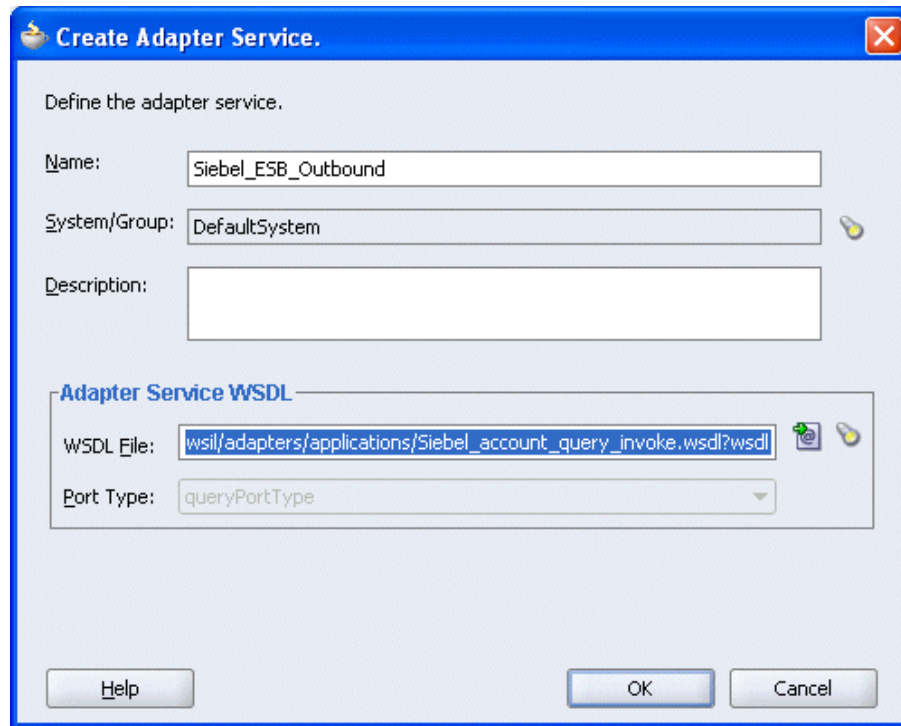 Create Adapter Service.
Define the adapter service.
Name: Siebel_ESB_Outbound
System/Group: DefaultSystem
Description:
Adapter Service WSDL
WSDL File: wsil/adapters/applications/Siebel_account_query_invoke.wsdl?wsdl
Port Type: queryPortType
Help OK Cancel